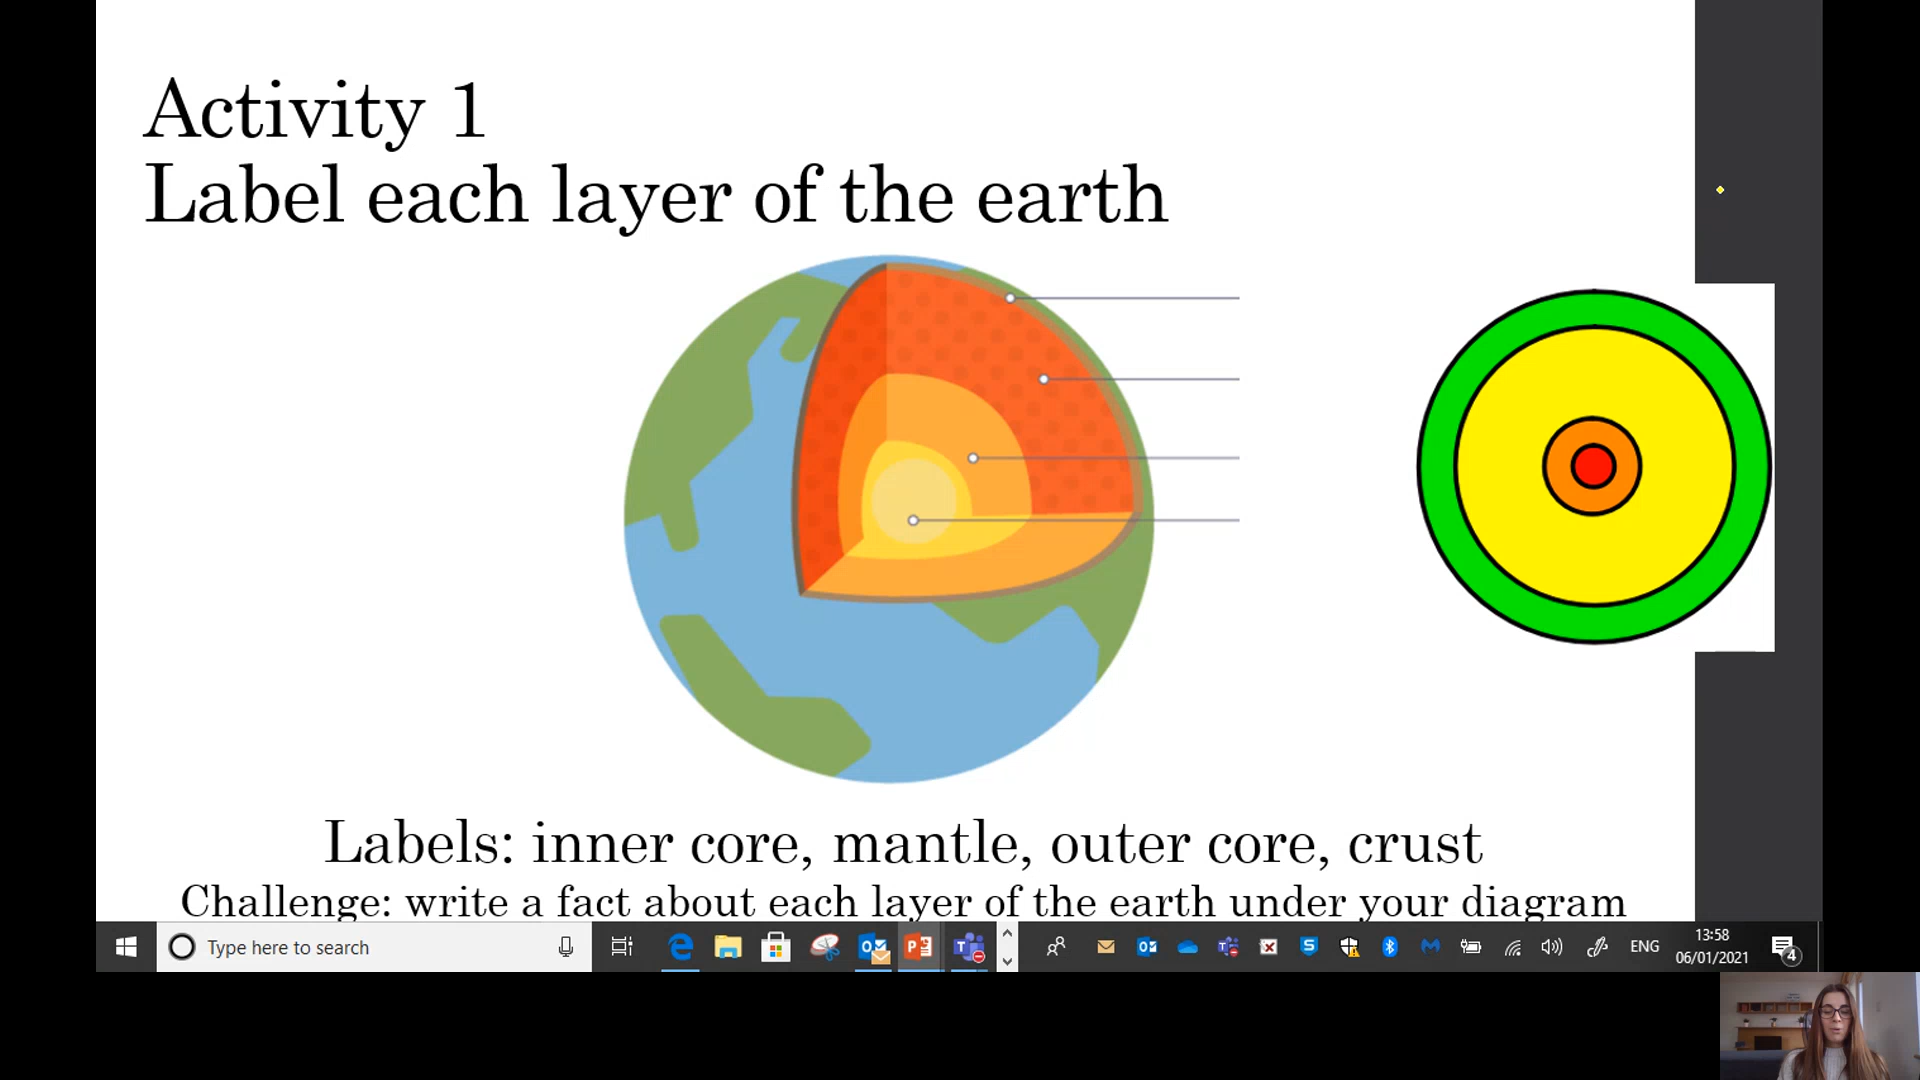 Activity 1
Label each layer of the earth
Labels: inner core, mantle, outer core, crust
Challenge: write a fact about each layer of the earth under your diagram
Type here to search
ENG
13:58
06/01/2021
4